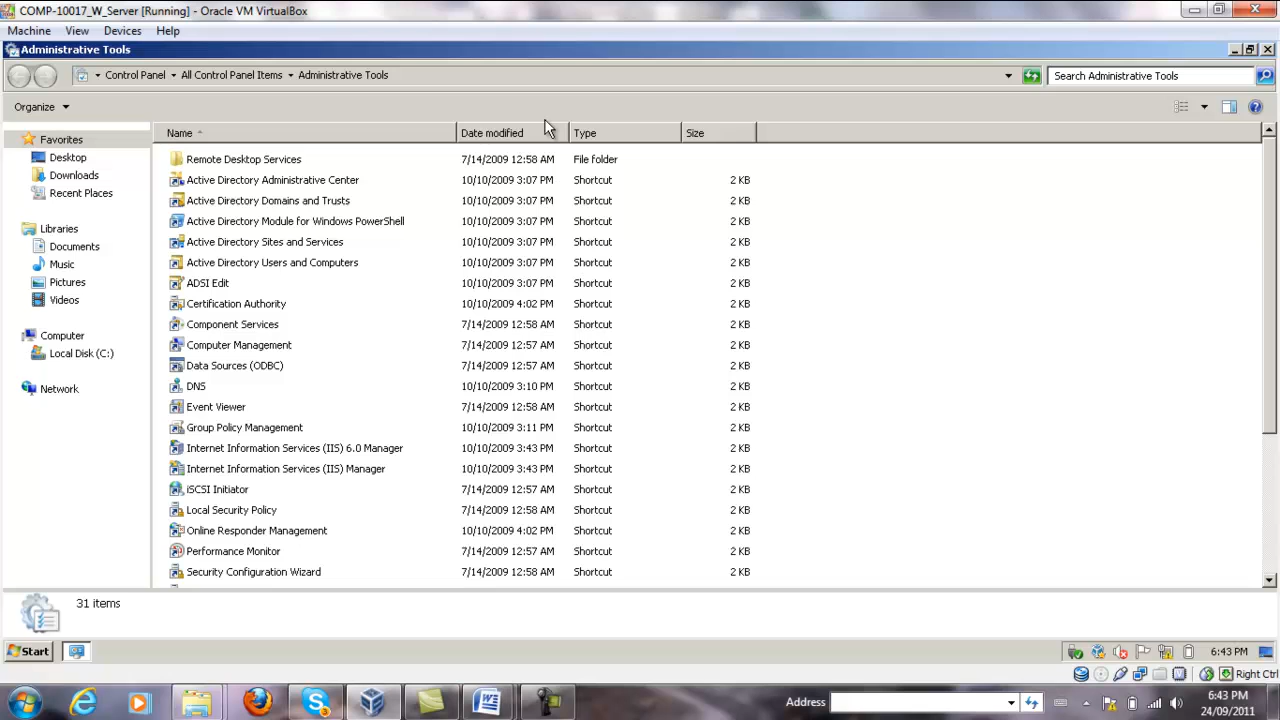 COMP-10017_W_Server [Running] - Oracle VM VirtualBox
Machine View Devices Help
Administrative Tools
Control Panel All Control Panel Items Administrative Tools Search Administrative Tools
Organize
Name Date modified Type Size
Favorites
Desktop
Downloads
Recent Places
Libraries
Documents
Music
Pictures
Videos
Computer
Local Disk (C:)
Network
Remote Desktop Services 7/14/2009 12:58 AM File folder
Active Directory Administrative Center 10/10/2009 3:07 PM Shortcut 2 KB
Active Directory Domains and Trusts 10/10/2009 3:07 PM Shortcut 2 KB
Active Directory Module for Windows PowerShell 10/10/2009 3:07 PM Shortcut 2 KB
Active Directory Sites and Services 10/10/2009 3:07 PM Shortcut 2 KB
Active Directory Users and Computers 10/10/2009 3:07 PM Shortcut 2 KB
ADSI Edit 10/10/2009 3:07 PM Shortcut 2 KB
Certification Authority 10/10/2009 4:02 PM Shortcut 2 KB
Component Services 7/14/2009 12:58 AM Shortcut 2 KB
Computer Management 7/14/2009 12:57 AM Shortcut 2 KB
Data Sources (ODBC) 7/14/2009 12:57 AM Shortcut 2 KB
DNS 10/10/2009 3:10 PM Shortcut 2 KB
Event Viewer 7/14/2009 12:58 AM Shortcut 2 KB
Group Policy Management 10/10/2009 3:11 PM Shortcut 2 KB
Internet Information Services (IIS) 6.0 Manager 10/10/2009 3:43 PM Shortcut 2 KB
Internet Information Services (IIS) Manager 10/10/2009 3:43 PM Shortcut 2 KB
iSCSI Initiator 7/14/2009 12:57 AM Shortcut 2 KB
Local Security Policy 7/14/2009 12:58 AM Shortcut 2 KB
Online Responder Management 10/10/2009 4:02 PM Shortcut 2 KB
Performance Monitor 7/14/2009 12:57 AM Shortcut 2 KB
Security Configuration Wizard 7/14/2009 12:58 AM Shortcut 2 KB
31 items
Start 6:43 PM
Right Ctrl
Address 6:43 PM
24/09/2011